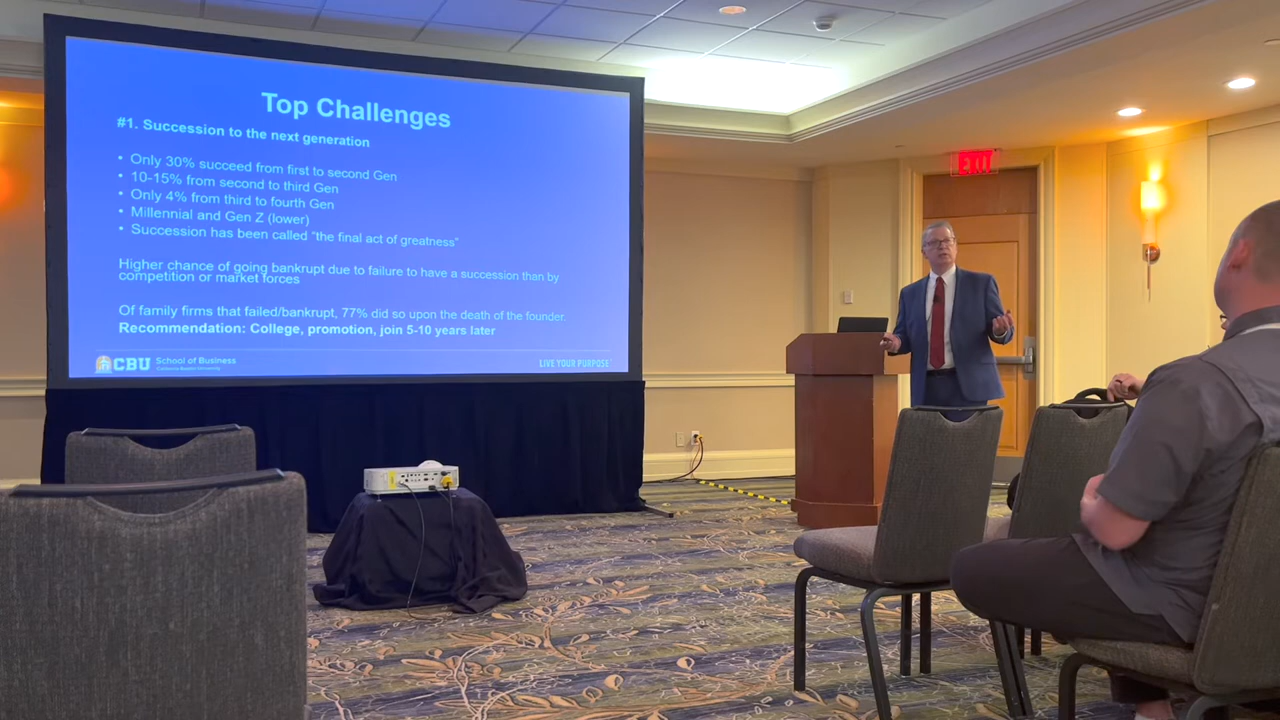 Top Challenges
#1. Succession to the next generation
• Only 30% succeed from first to second Gen
• 10-15% from second to third Gen
• Only 4% from third to fourth Gen
• Millennial and Gen Z (lower)
• Succession has been called "the final act of greatness"
Higher chance of going bankrupt due to failure to have a succession than by
competition or market forces
Of family firms that failed/bankrupt, 77% did so upon the death of the founder.
Recommendation: College, promotion, join 5-10 years later
CBU School of Business
California Baptist University
LIVE YOUR PURPOSE
EXIT